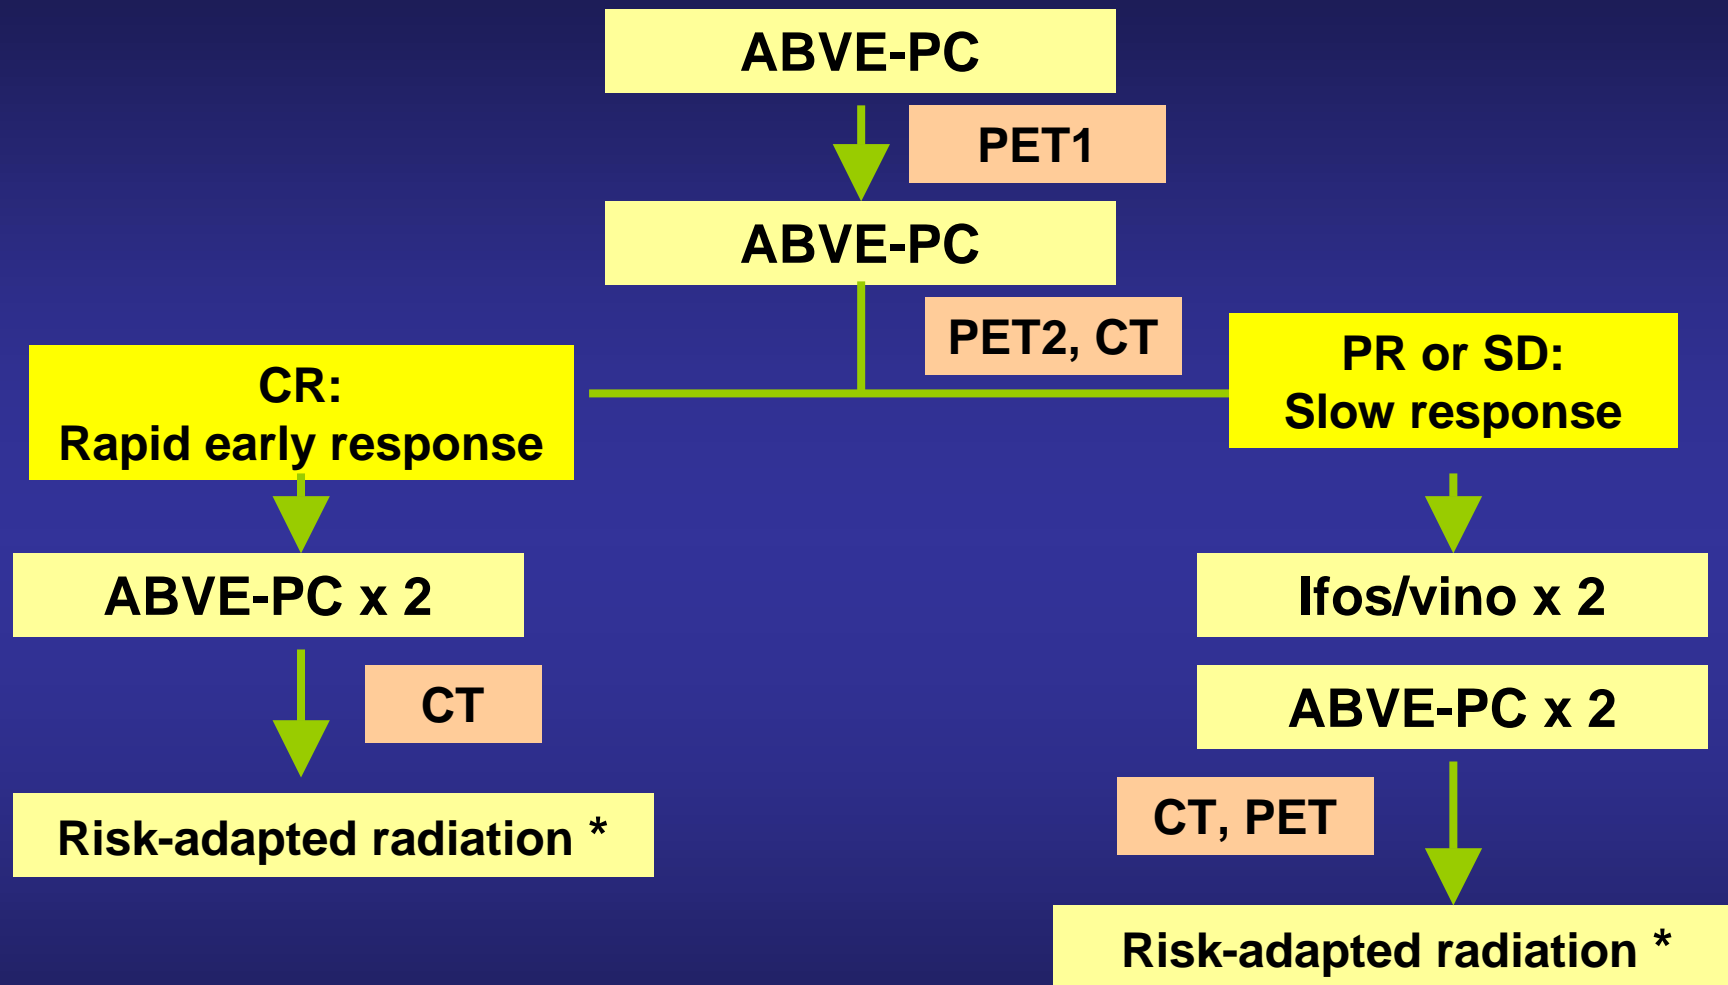 ABVE-PC
PET1
ABVE-PC
PET2, CT
CR:
Rapid early response
PR or SD:
Slow response
ABVE-PC x 2
CT
Risk-adapted radiation *
Ifos/vino x 2
ABVE-PC x 2
CT, PET
Risk-adapted radiation *